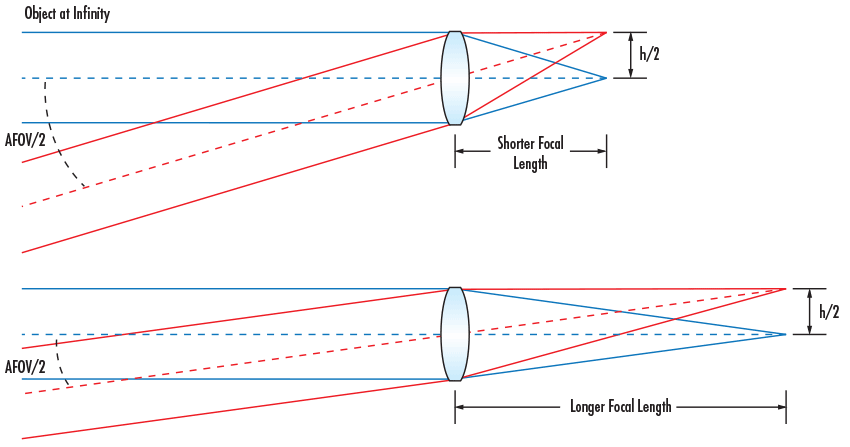 Object at Infinity
h/2
AFOV/2
Shorter Focal
Length
h/2
AFOV/2
Longer Focal Length